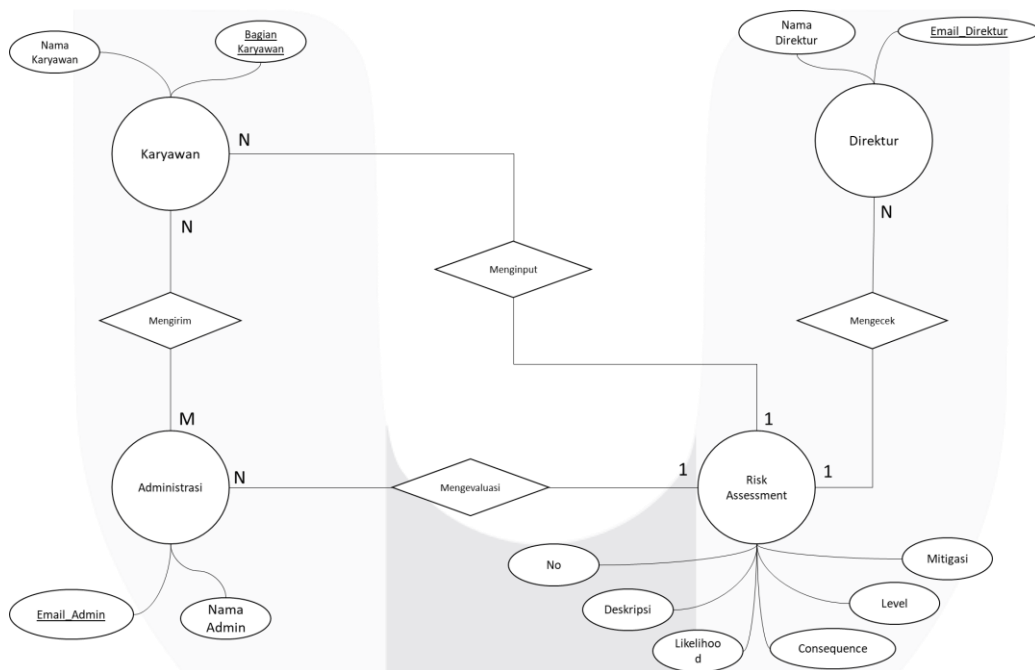 Nama
Karyawan
Bagian
Karyawan
Nama
Direktur
Email_Direktur
Karyawan
N
Direktur
N
N
Menginput
Mengirim
Mengecek
M
1
Administrasi
N
Mengevaluasi
1
Risk
Assessment
1
No
Mitigasi
Deskripsi
Level
Email_Admin
Nama
Admin
Likelihoo
d
Consequence